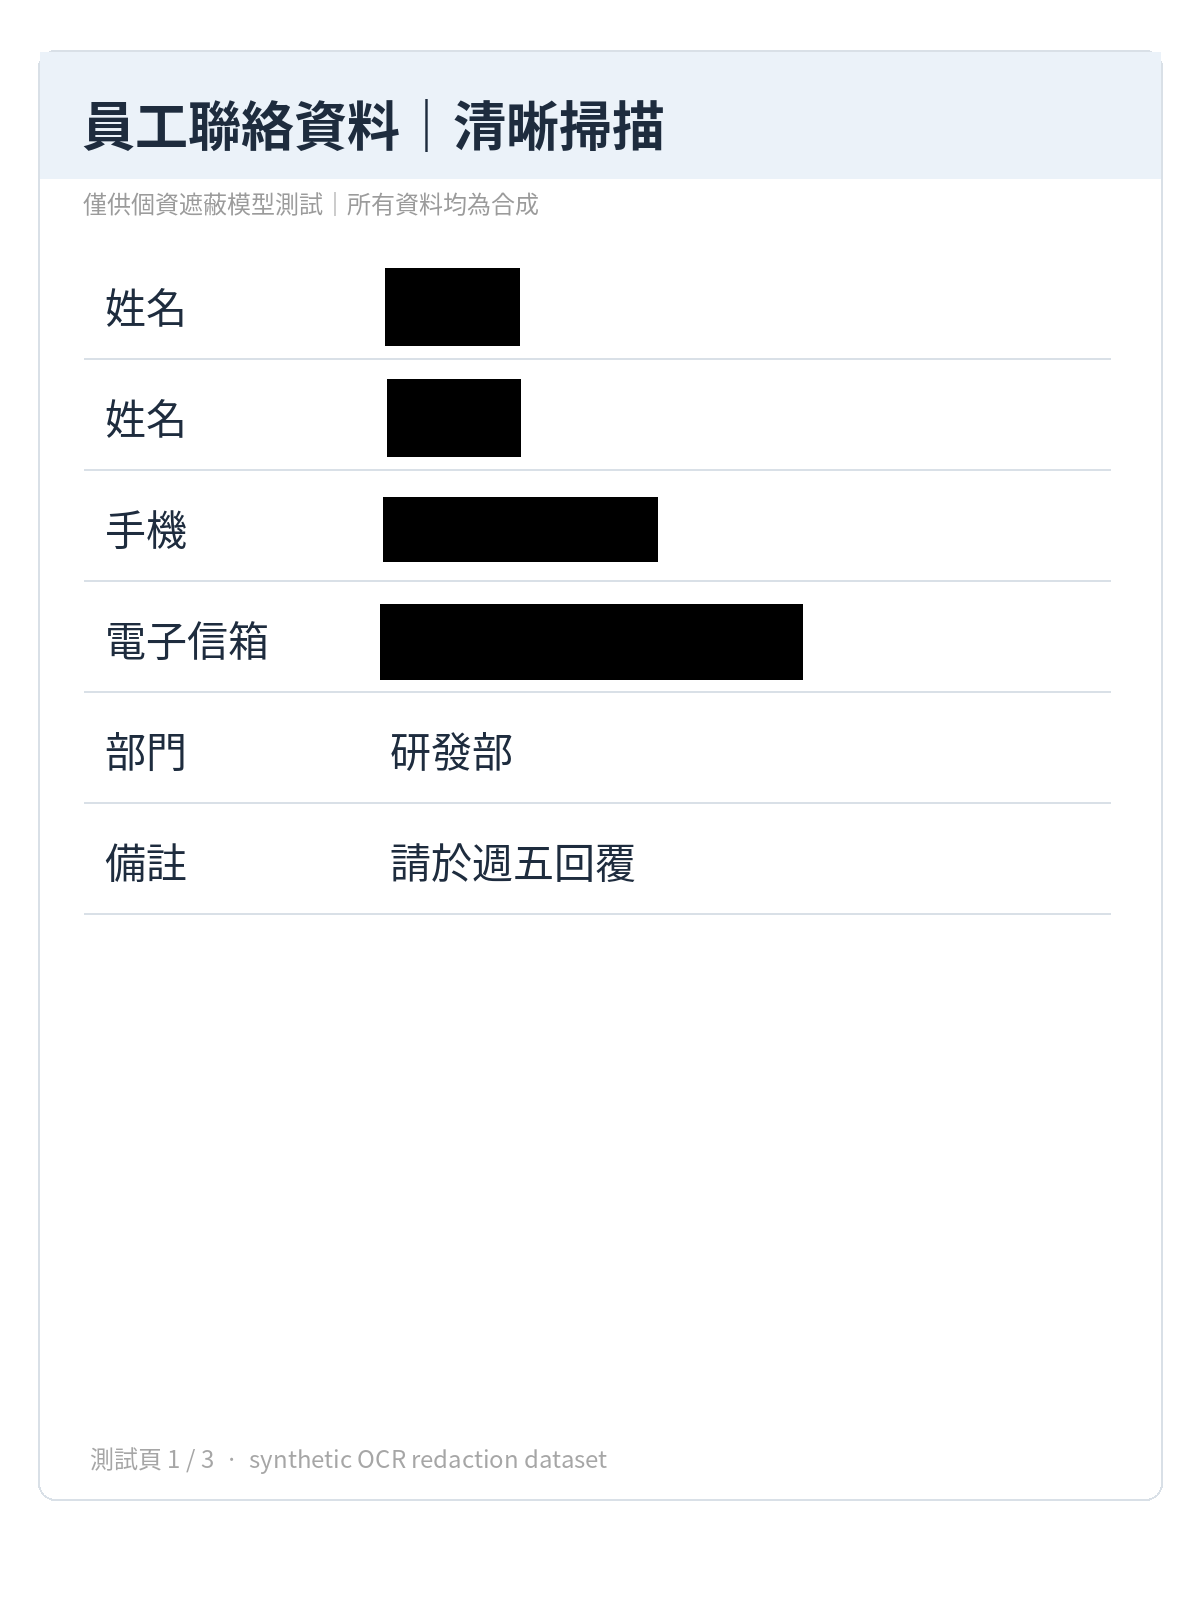 員工聯絡資料｜清晰掃描
僅供個資遮蔽模型測試｜所有資料均為合成
姓名
姓名
手機
電子信箱
部門 研發部
備註 請於週五回覆
測試頁 1 / 3 · synthetic OCR redaction dataset